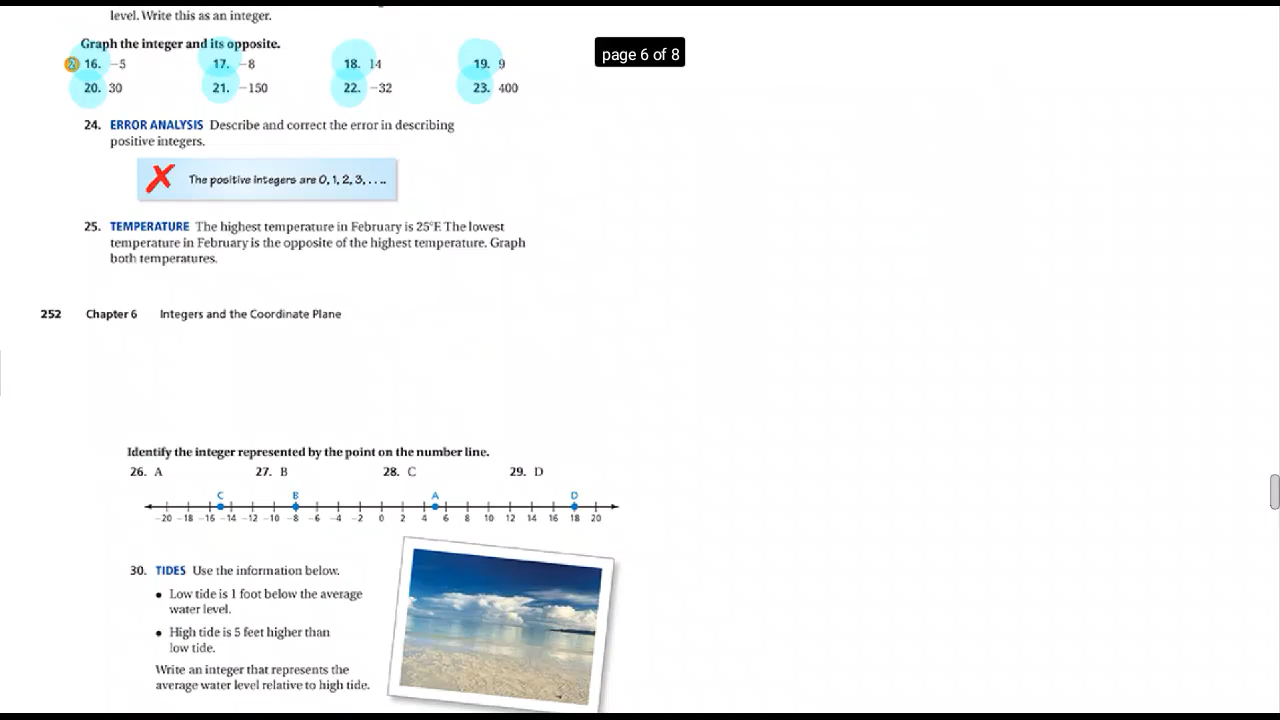 level. Write this as an integer.
Graph the integer and its opposite.
page 6 of 8
2 16. −5 17. −8 18. 14 19. 9
20. 30 21. −150 22. −32 23. 400
24. ERROR ANALYSIS Describe and correct the error in describing
positive integers.
The positive integers are 0, 1, 2, 3, . . ..
25. TEMPERATURE The highest temperature in February is 25°F. The lowest
temperature in February is the opposite of the highest temperature. Graph
both temperatures.
252 Chapter 6 Integers and the Coordinate Plane
Identify the integer represented by the point on the number line.
26. A 27. B 28. C 29. D
C B A D
−20 −18 −16 −14 −12 −10 −8 −6 −4 −2 0 2 4 6 8 10 12 14 16 18 20
30. TIDES Use the information below.
• Low tide is 1 foot below the average
water level.
• High tide is 5 feet higher than
low tide.
Write an integer that represents the
average water level relative to high tide.